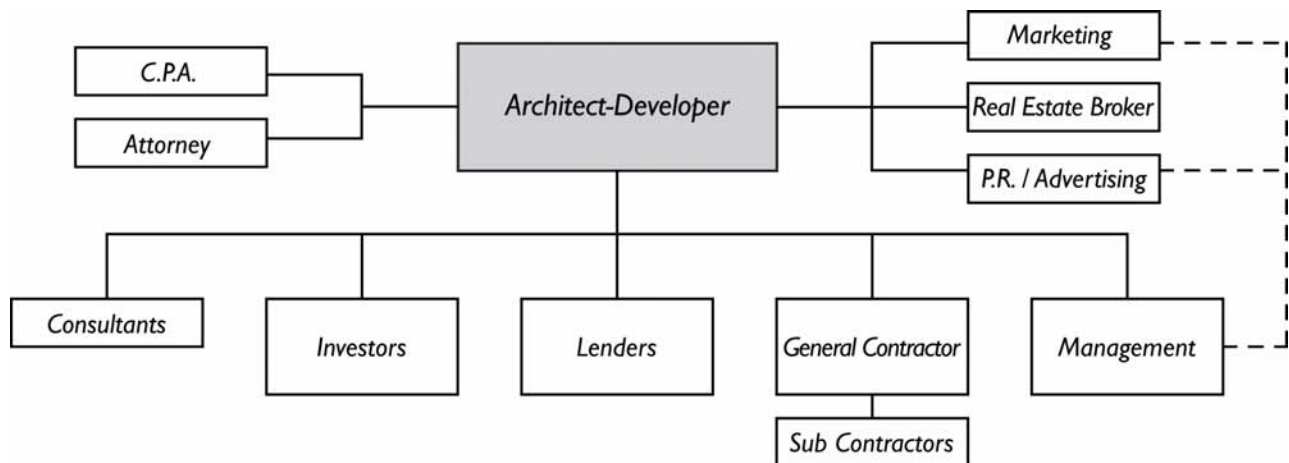 Marketing
C.P.A.
Architect-Developer
Real Estate Broker
Attorney
P.R. / Advertising
Consultants
Investors
Lenders
General Contractor
Management
Sub Contractors